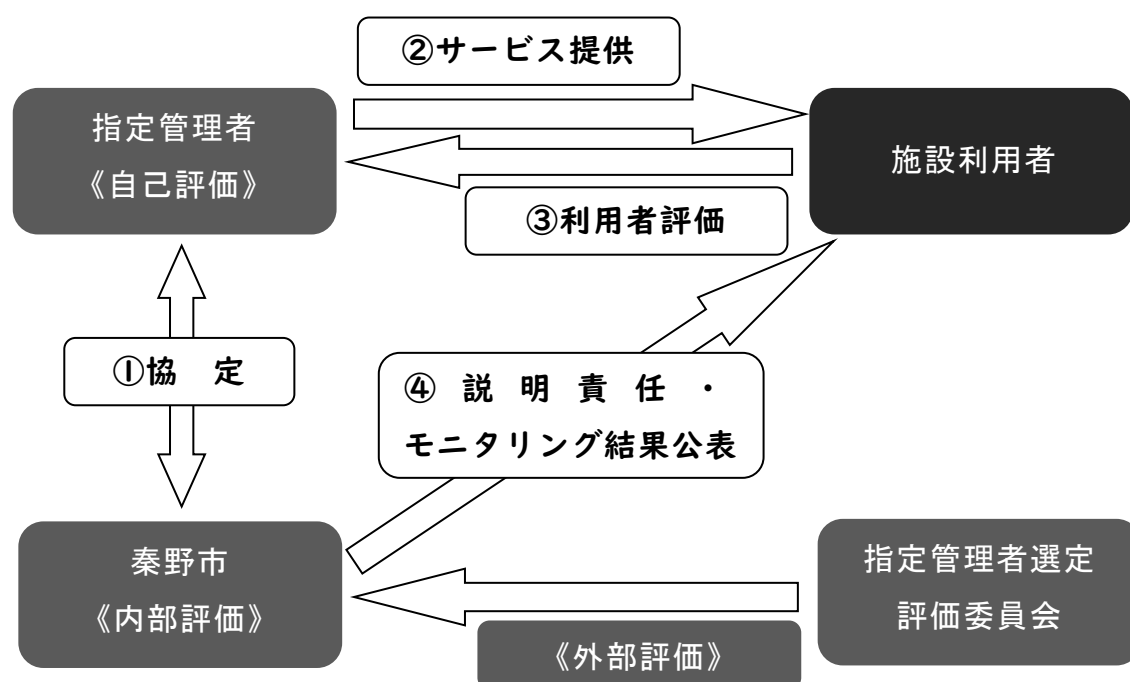 ②サービス提供
指定管理者
《自己評価》
施設利用者
③利用者評価
①協 定
④ 説 明 責 任 ・
モニタリング結果公表
秦野市
《内部評価》
指定管理者選定
評価委員会
《外部評価》